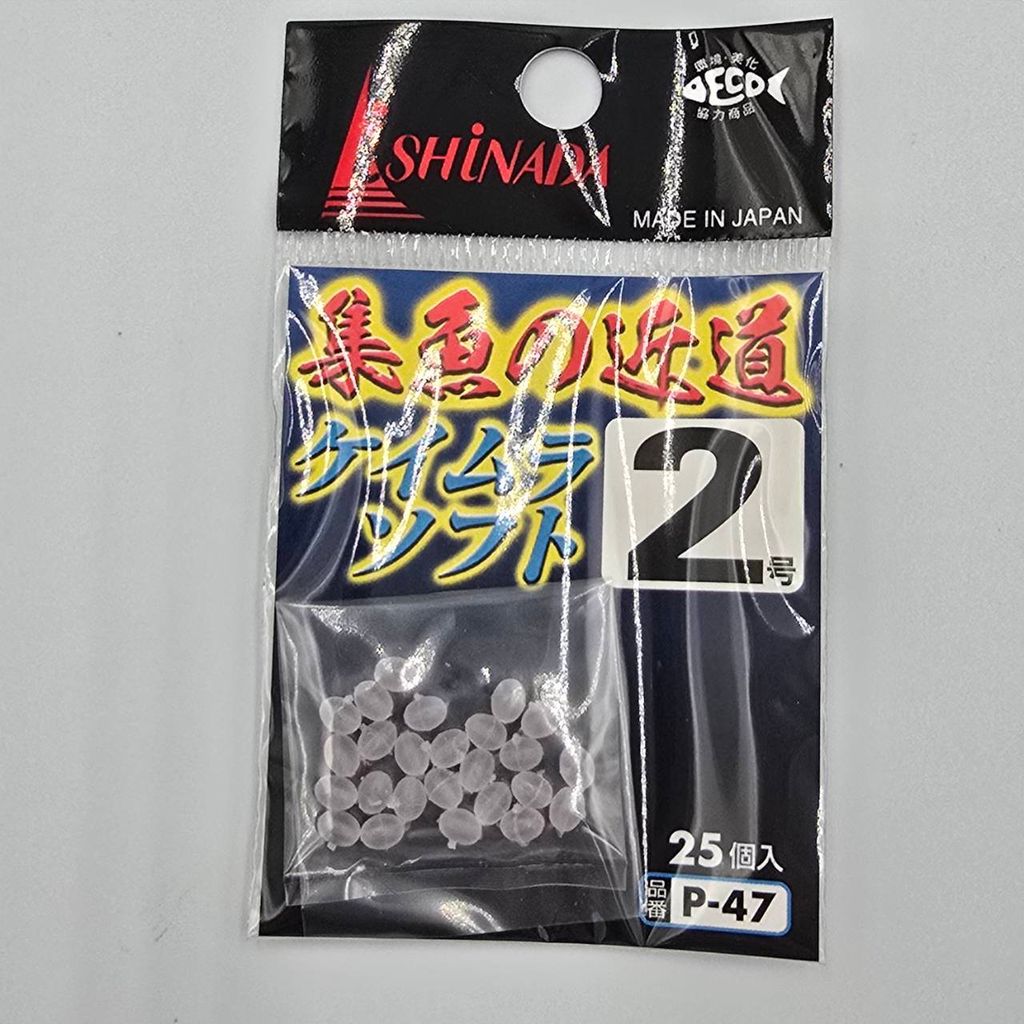 環境・美化
ECO
協力商品
SHiNADA
MADE IN JAPAN
集魚の近道
ケイムラ
ソフト
2号
25個入
品番 P-47